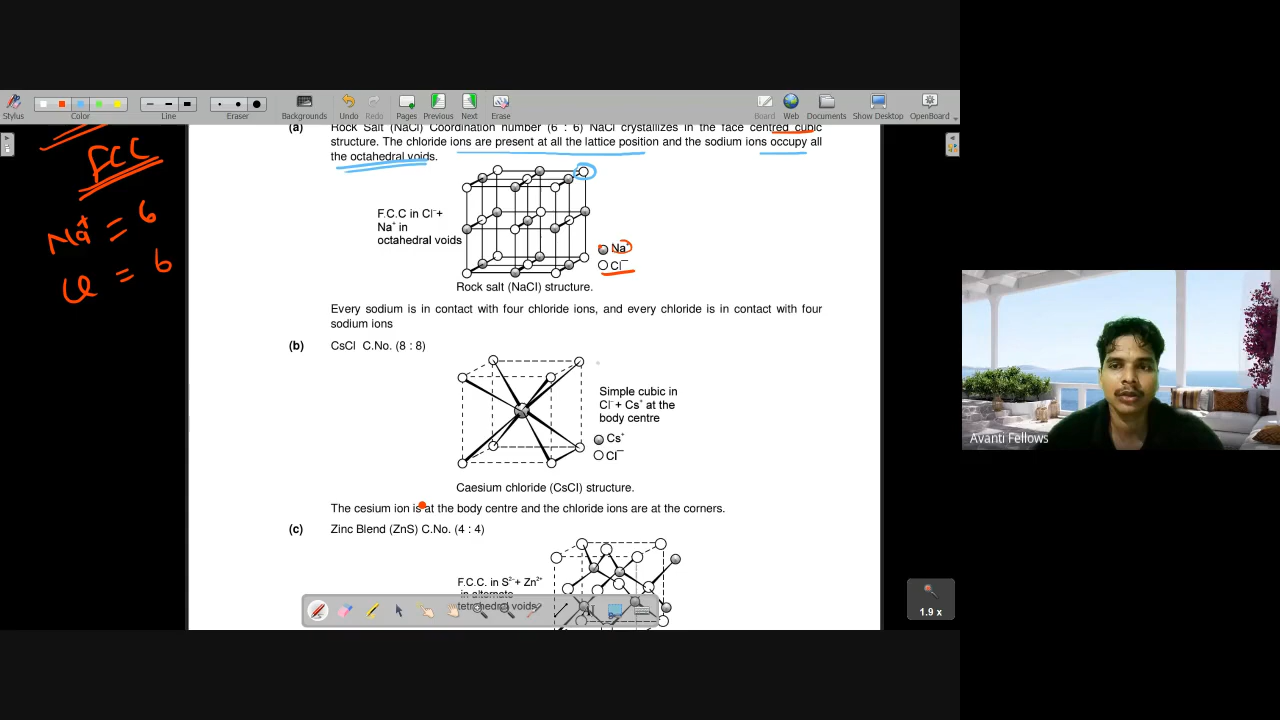 Stylus
Color
Line
Eraser
Backgrounds
Undo
Redo
Pages
Previous
Next
Erase
Board
Web
Documents
Show Desktop
OpenBoard
FCC
Na+ = 6
Cl = 6
(a) Rock Salt (NaCl) Coordination number (6 : 6) NaCl crystallizes in the face centred cubic
structure. The chloride ions are present at all the lattice position and the sodium ions occupy all
the octahedral voids.
F.C.C in Cl⁻+
Na⁺ in
octahedral voids
Na⁺
Cl⁻
Rock salt (NaCl) structure.
Every sodium is in contact with four chloride ions, and every chloride is in contact with four
sodium ions
(b) CsCl C.No. (8 : 8)
Simple cubic in
Cl⁻+ Cs⁺ at the
body centre
Cs⁺
Cl⁻
Caesium chloride (CsCl) structure.
The cesium ion is at the body centre and the chloride ions are at the corners.
(c) Zinc Blend (ZnS) C.No. (4 : 4)
F.C.C. in S²⁻+ Zn²⁺
in alternate
tetrahedral voids
Avanti Fellows
1.9 x